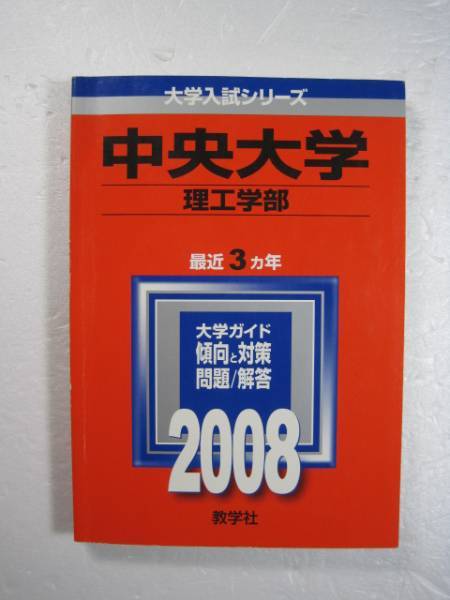 大学入試シリーズ
中央大学
理工学部
最近3ヵ年
大学ガイド
傾向と対策
問題/解答
2008
教学社